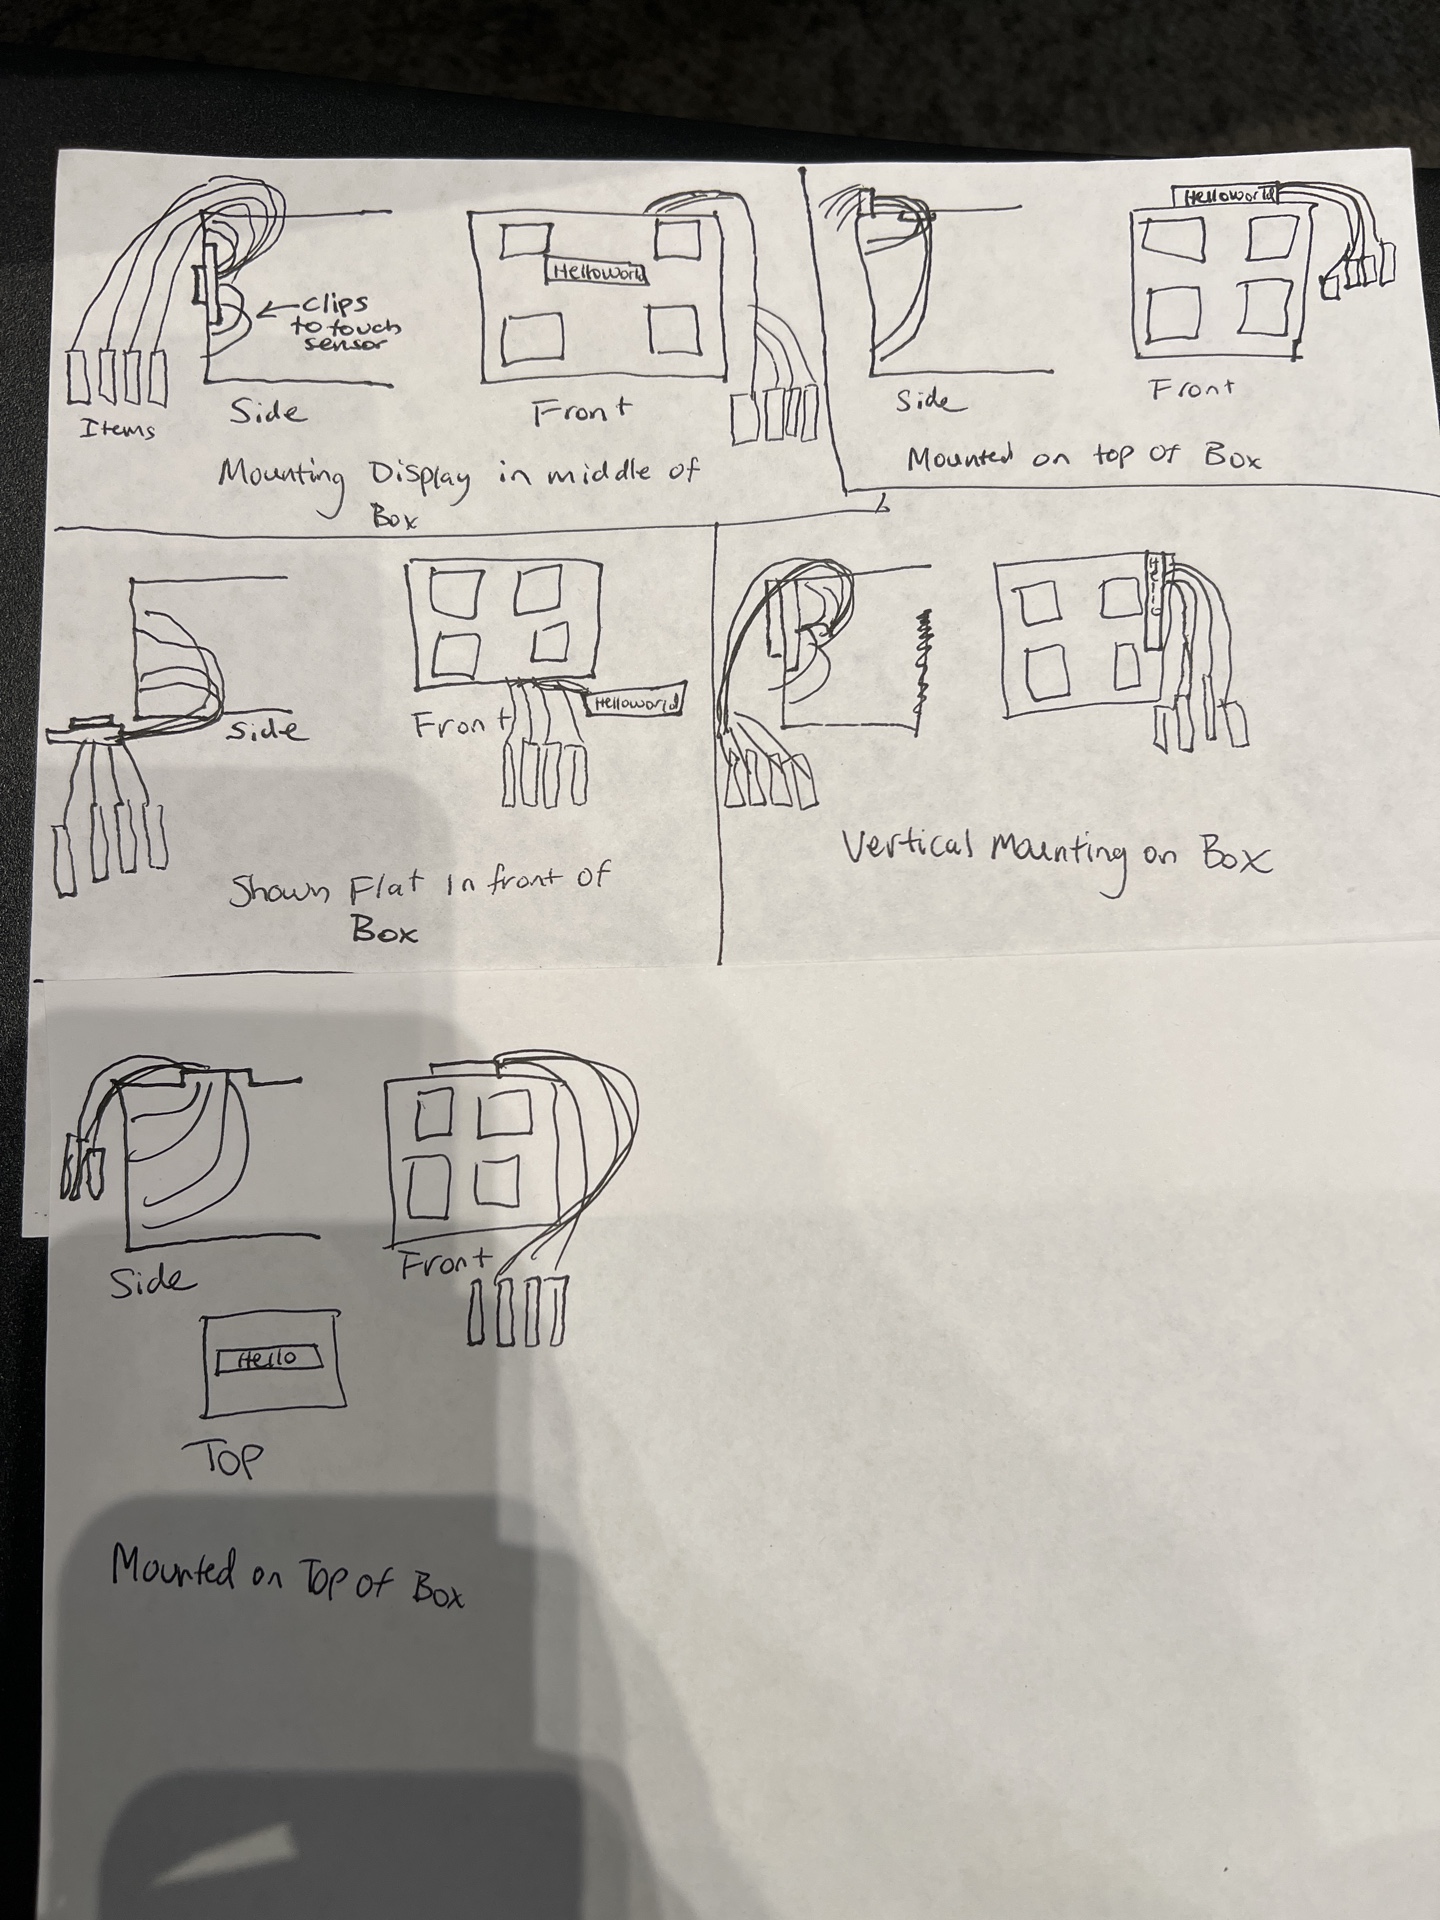 Helloworld
← clips
to touch
sensor
Items
Side
Front
Mounting Display in middle of
Box
Helloworld
Side
Front
Mounted on top of Box
Side
Front
Helloworld
Shown Flat In front of
Box
Hello
Vertical Mounting on Box
Side
Front
Hello
Top
Mounted on Top of Box